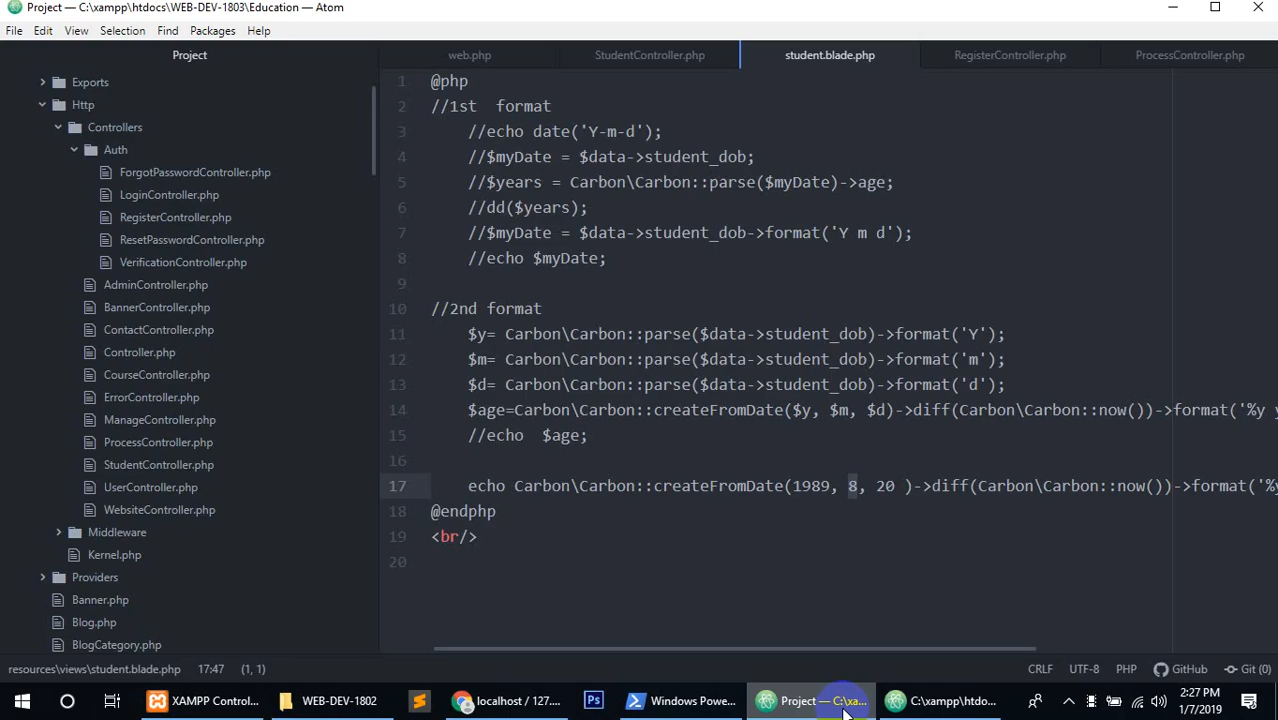 Project — C:\xampp\htdocs\WEB-DEV-1803\Education — Atom
File Edit View Selection Find Packages Help
Project
web.php StudentController.php student.blade.php RegisterController.php ProcessController.php
Exports
Http
Controllers
Auth
ForgotPasswordController.php
LoginController.php
RegisterController.php
ResetPasswordController.php
VerificationController.php
AdminController.php
BannerController.php
ContactController.php
Controller.php
CourseController.php
ErrorController.php
ManageController.php
ProcessController.php
StudentController.php
UserController.php
WebsiteController.php
Middleware
Kernel.php
Providers
Banner.php
Blog.php
BlogCategory.php
1 @php
2 //1st  format
3 //echo date('Y-m-d');
4 //$myDate = $data->student_dob;
5 //$years = Carbon\Carbon::parse($myDate)->age;
6 //dd($years);
7 //$myDate = $data->student_dob->format('Y m d');
8 //echo $myDate;
9
10 //2nd format
11 $y= Carbon\Carbon::parse($data->student_dob)->format('Y');
12 $m= Carbon\Carbon::parse($data->student_dob)->format('m');
13 $d= Carbon\Carbon::parse($data->student_dob)->format('d');
14 $age=Carbon\Carbon::createFromDate($y, $m, $d)->diff(Carbon\Carbon::now())->format('%y y
15 //echo  $age;
16
17 echo Carbon\Carbon::createFromDate(1989, 8, 20 )->diff(Carbon\Carbon::now())->format('%y
18 @endphp
19 <br/>
20
resources\views\student.blade.php 17:47 (1, 1) CRLF UTF-8 PHP GitHub Git (0)
XAMPP Control... WEB-DEV-1802 localhost / 127.... Ps Windows Powe... Project — C:\xa... C:\xampp\htdo... 2:27 PM
1/7/2019